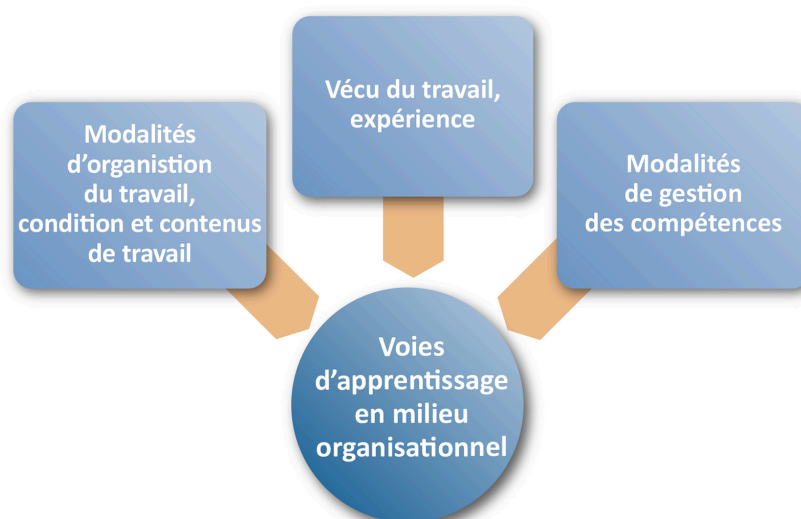 Modalités
d’organistion
du travail,
condition et contenus
de travail
Vécu du travail,
expérience
Modalités
de gestion
des compétences
Voies
d’apprentissage
en milieu
organisationnel